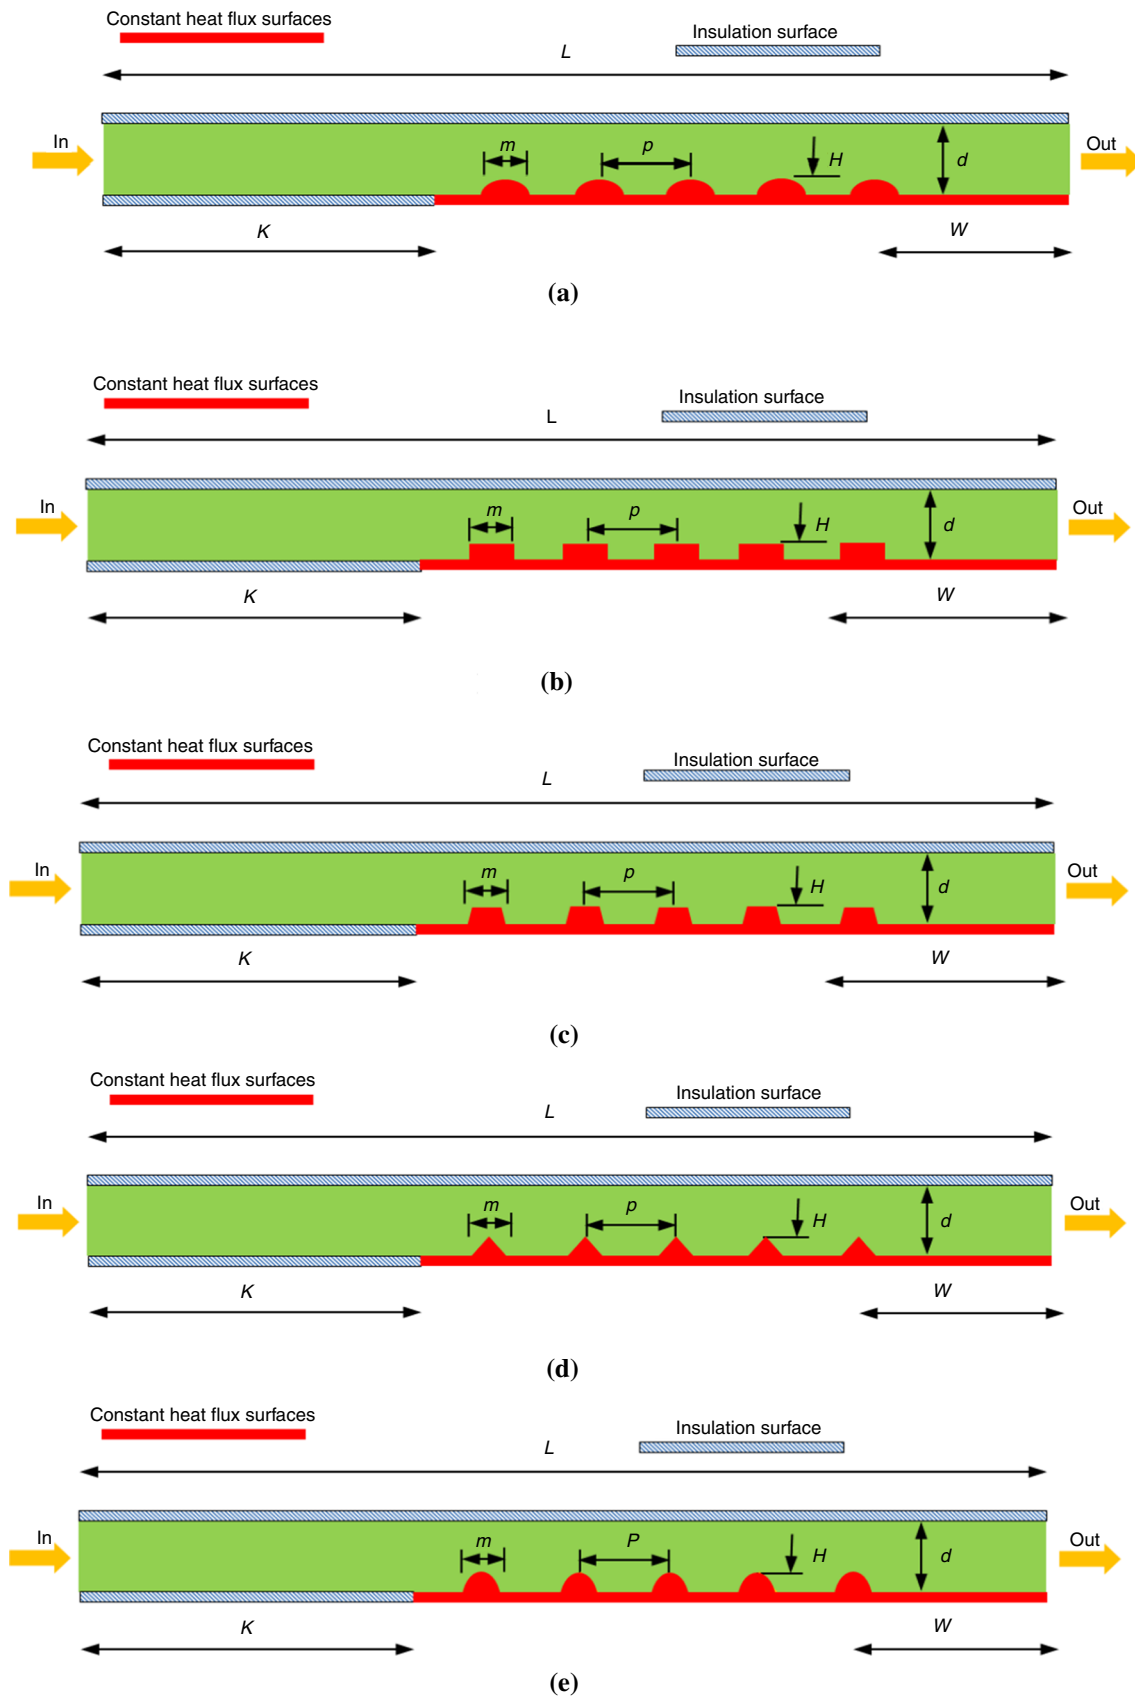 Constant heat flux surfaces
Insulation surface
L
In
m
p
H
d
Out
K
W
(a)
Constant heat flux surfaces
Insulation surface
L
In
m
p
H
d
Out
K
W
(b)
Constant heat flux surfaces
Insulation surface
L
In
m
p
H
d
Out
K
W
(c)
Constant heat flux surfaces
Insulation surface
L
In
m
p
H
d
Out
K
W
(d)
Constant heat flux surfaces
Insulation surface
L
In
m
P
H
d
Out
K
W
(e)